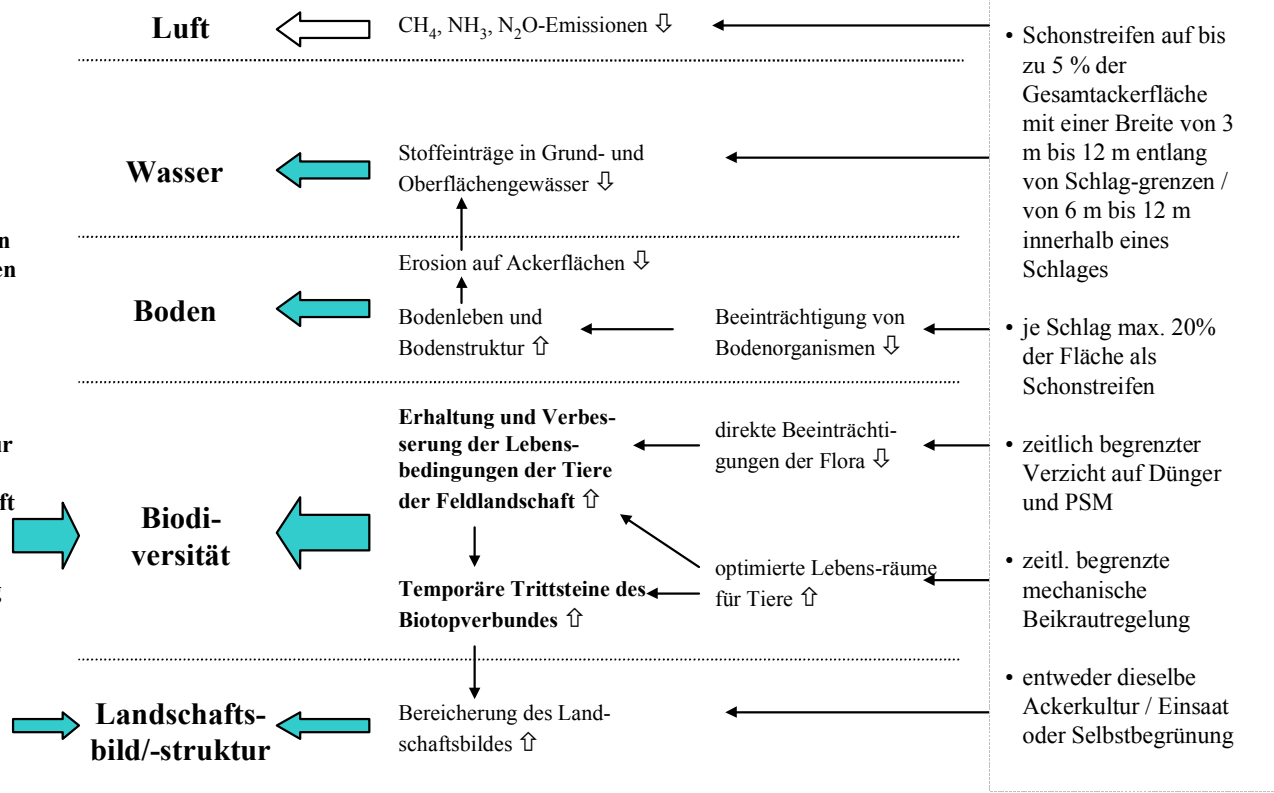 Luft
CH₄, NH₃, N₂O-Emissionen ⇩
Wasser
Stoffeinträge in Grund- und
Oberflächengewässer ⇩
n
en
Erosion auf Ackerflächen ⇩
Boden
Bodenleben und
Bodenstruktur ⇧
Beeinträchtigung von
Bodenorganismen ⇩
ur
ft
Biodi-
versität
Erhaltung und Verbes-
serung der Lebens-
bedingungen der Tiere
der Feldlandschaft ⇧
direkte Beeinträchti-
gungen der Flora ⇩
Temporäre Trittsteine des
Biotopverbundes ⇧
optimierte Lebens-räume
für Tiere ⇧
Landschafts-
bild/-struktur
Bereicherung des Land-
schaftsbildes ⇧
• Schonstreifen auf bis
zu 5 % der
Gesamtackerfläche
mit einer Breite von 3
m bis 12 m entlang
von Schlag-grenzen /
von 6 m bis 12 m
innerhalb eines
Schlages
• je Schlag max. 20%
der Fläche als
Schonstreifen
• zeitlich begrenzter
Verzicht auf Dünger
und PSM
• zeitl. begrenzte
mechanische
Beikrautregelung
• entweder dieselbe
Ackerkultur / Einsaat
oder Selbstbegrünung